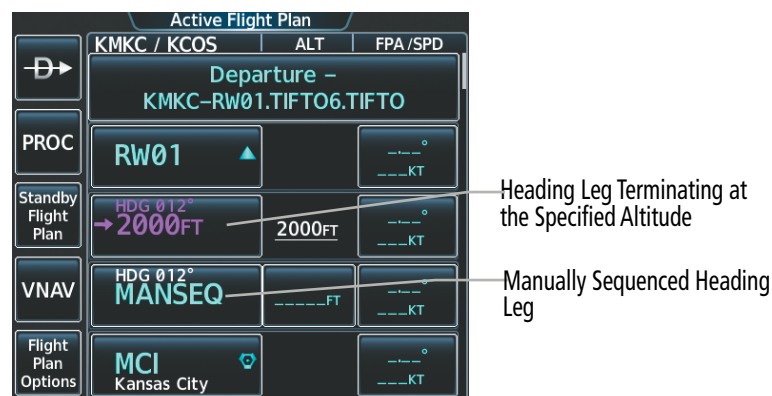 Active Flight Plan
KMKC / KCOS ALT FPA/SPD
Departure –
KMKC–RW01.TIFTO6.TIFTO
PROC
RW01
_._ _°
_ _ _KT
Standby
Flight
Plan
HDG 012°
→2000FT
2000FT
_._ _°
_ _ _KT
Heading Leg Terminating at
the Specified Altitude
VNAV
HDG 012°
MANSEQ
_ _ _ _ _FT
_._ _°
_ _ _KT
Manually Sequenced Heading
Leg
Flight
Plan
Options
MCI
Kansas City
_._ _°
_ _ _KT